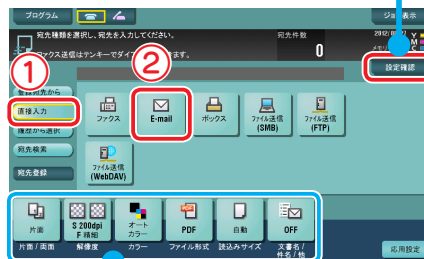 プログラム
ジョブ表示
宛先種類を選択し、宛先を入力してください。
宛先件数
ファクス送信はテンキーでダイ
きます。
0
Y
M
C
設定確認
①
②
直接入力
履歴から選択
宛先検索
宛先登録
ファクス
E-mail
ボックス
ファイル送信
(SMB)
ファイル送信
(FTP)
ファイル送信
(WebDAV)
片面
S 200dpi
F 精細
オート
カラー
PDF
自動
OFF
片面/両面
解像度
カラー
ファイル形式
読込みサイズ
文書名/
件名/他
応用設定